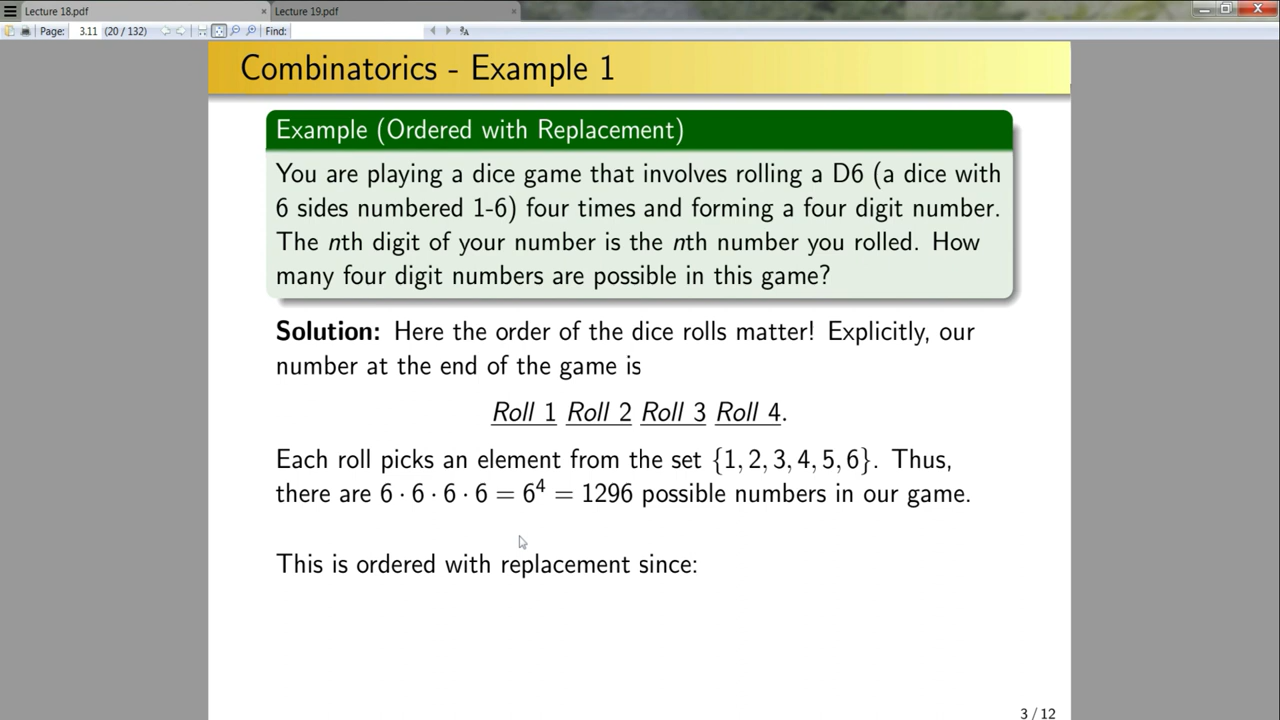 Lecture 18.pdf × Lecture 19.pdf ×
Page: 3.11 (20 / 132) Find:
Combinatorics - Example 1
Example (Ordered with Replacement)
You are playing a dice game that involves rolling a D6 (a dice with
6 sides numbered 1-6) four times and forming a four digit number.
The nth digit of your number is the nth number you rolled. How
many four digit numbers are possible in this game?
Solution: Here the order of the dice rolls matter! Explicitly, our
number at the end of the game is
Roll 1 Roll 2 Roll 3 Roll 4.
Each roll picks an element from the set {1, 2, 3, 4, 5, 6}. Thus,
there are 6 · 6 · 6 · 6 = 6⁴ = 1296 possible numbers in our game.
This is ordered with replacement since:
3 / 12